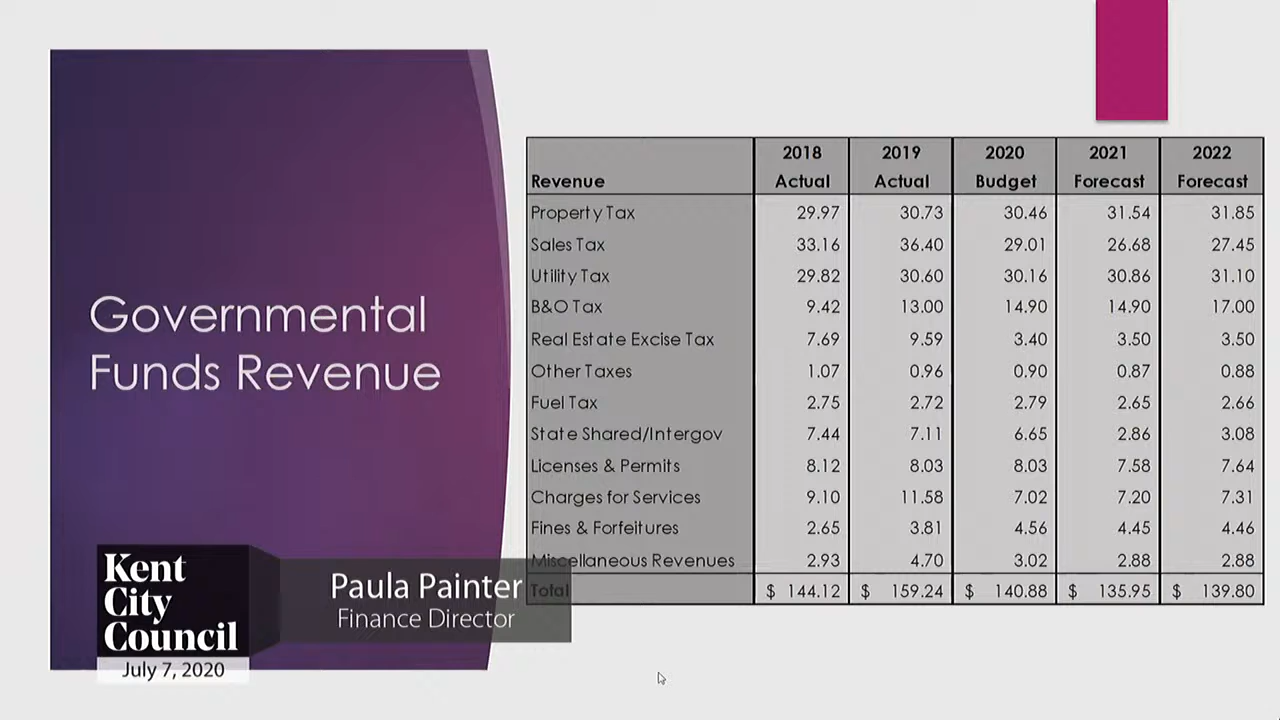 Governmental
Funds Revenue
Revenue 2018 Actual 2019 Actual 2020 Budget 2021 Forecast 2022 Forecast
Property Tax 29.97 30.73 30.46 31.54 31.85
Sales Tax 33.16 36.40 29.01 26.68 27.45
Utility Tax 29.82 30.60 30.16 30.86 31.10
B&O Tax 9.42 13.00 14.90 14.90 17.00
Real Estate Excise Tax 7.69 9.59 3.40 3.50 3.50
Other Taxes 1.07 0.96 0.90 0.87 0.88
Fuel Tax 2.75 2.72 2.79 2.65 2.66
State Shared/Intergov 7.44 7.11 6.65 2.86 3.08
Licenses & Permits 8.12 8.03 8.03 7.58 7.64
Charges for Services 9.10 11.58 7.02 7.20 7.31
Fines & Forfeitures 2.65 3.81 4.56 4.45 4.46
Miscellaneous Revenues 2.93 4.70 3.02 2.88 2.88
Total $ 144.12 $ 159.24 $ 140.88 $ 135.95 $ 139.80
Kent
City
Council
July 7, 2020
Paula Painter
Finance Director